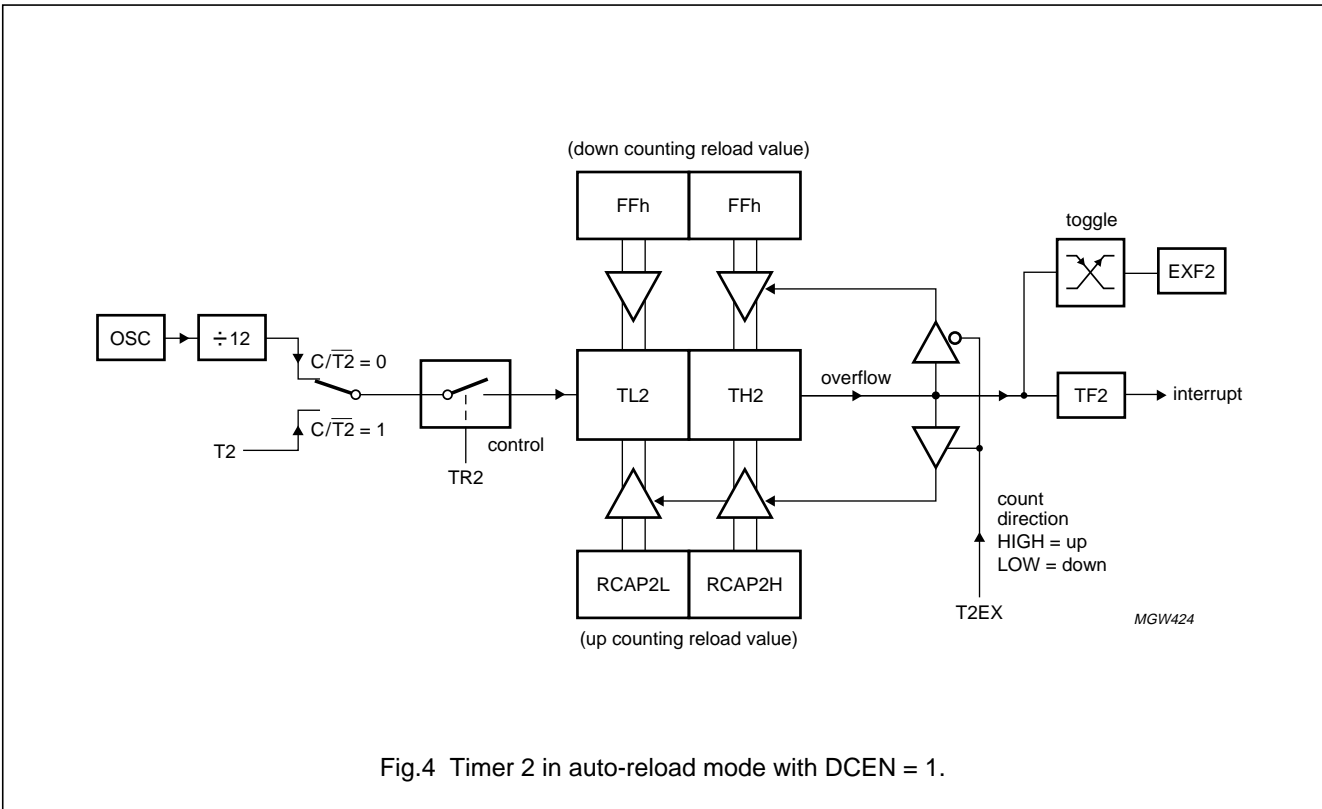 (down counting reload value)
FFh
FFh
toggle
EXF2
OSC
÷12
C/T2̅ = 0
C/T2̅ = 1
T2
control
TR2
TL2
TH2
overflow
TF2
interrupt
count
direction
HIGH = up
LOW = down
RCAP2L
RCAP2H
T2EX
(up counting reload value)
MGW424
Fig.4 Timer 2 in auto-reload mode with DCEN = 1.